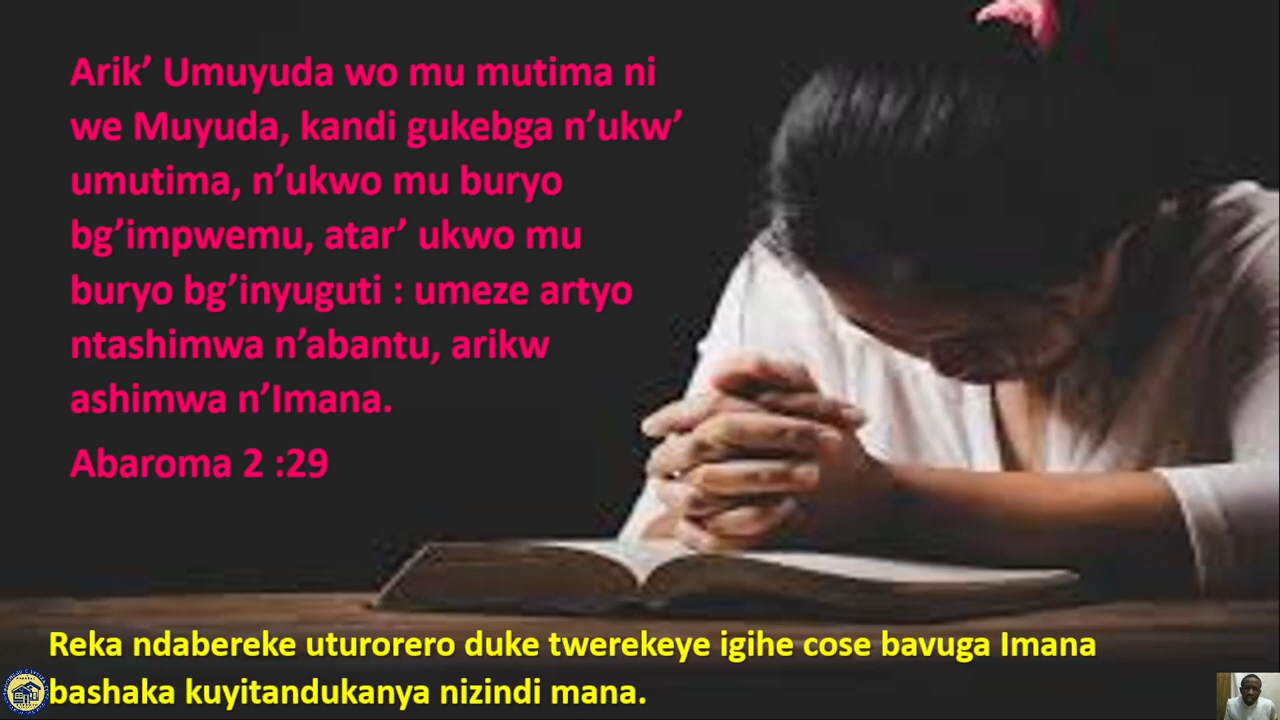 Arik’ Umuyuda wo mu mutima ni
we Muyuda, kandi gukebga n’ukw’
umutima, n’ukwo mu buryo
bg’impwemu, atar’ ukwo mu
buryo bg’inyuguti : umeze artyo
ntashimwa n’abantu, arikw
ashimwa n’Imana.
Abaroma 2 :29
Reka ndabereke uturorero duke twerekeye igihe cose bavuga Imana
bashaka kuyitandukanya nizindi mana.